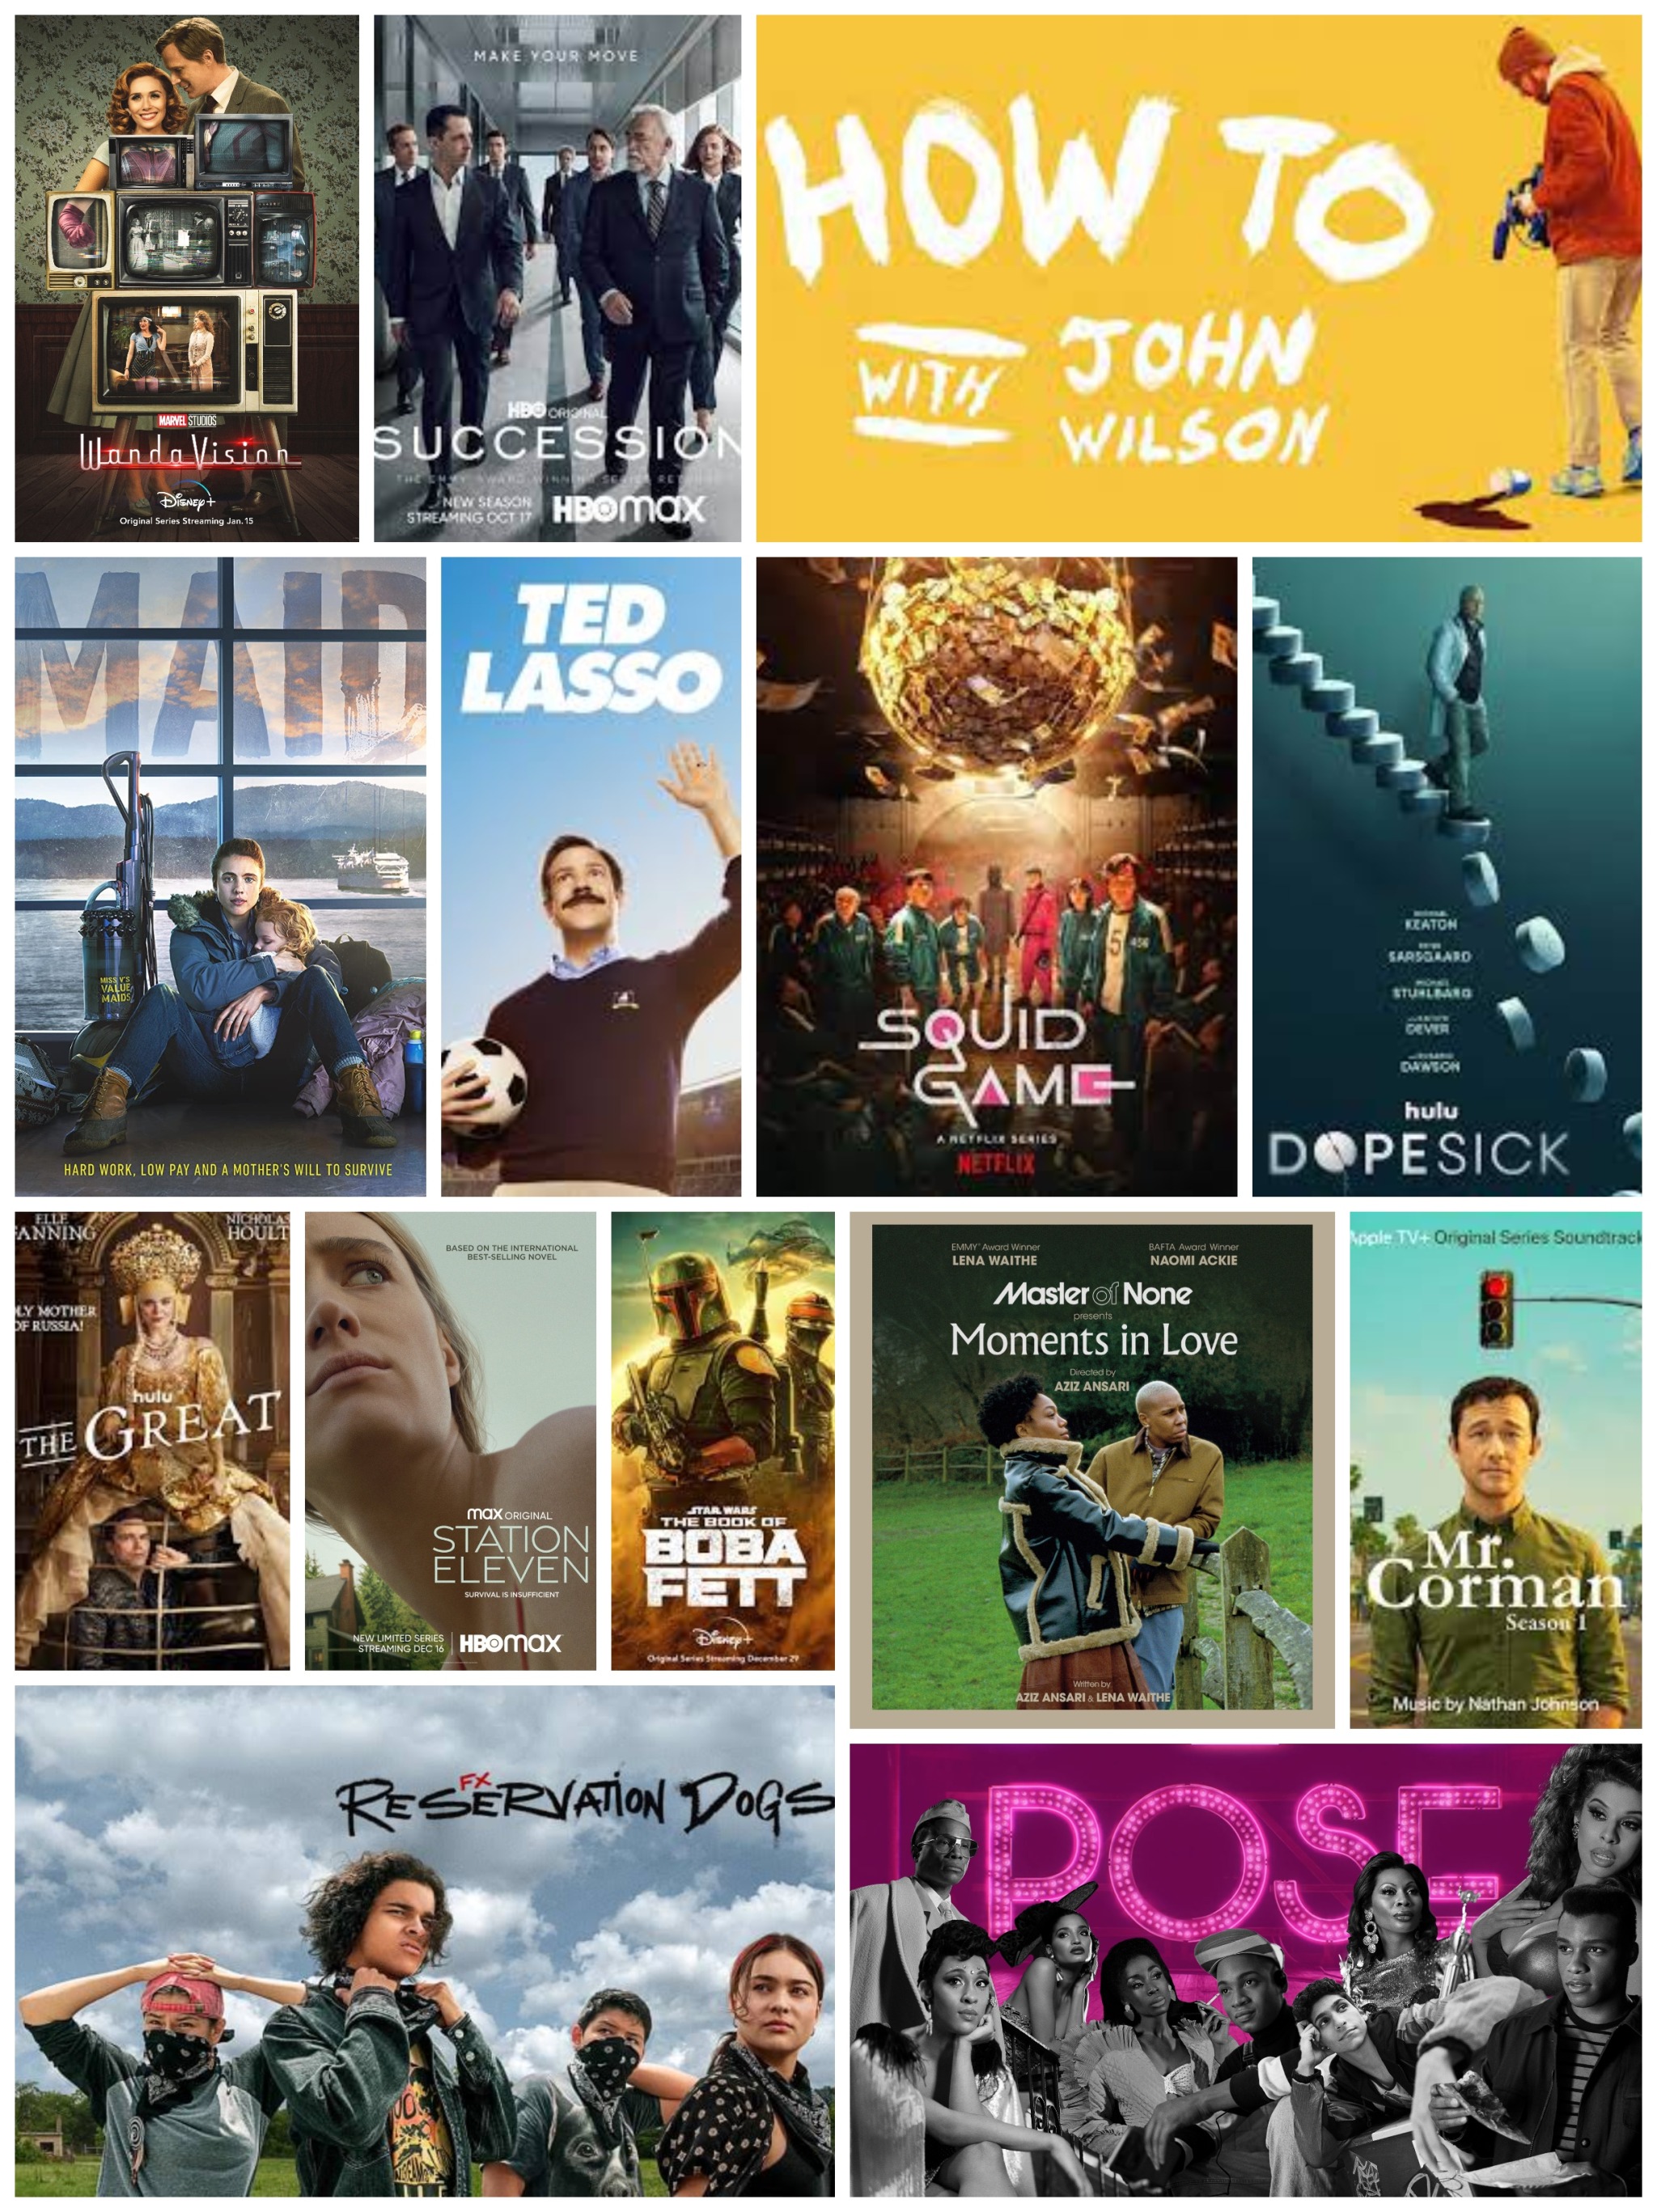 MARVEL STUDIOS
WandaVision
Disney+
Original Series Streaming Jan.15
MAKE YOUR MOVE
HBO ORIGINAL
SUCCESSION
THE EMMY AWARD WINNING SERIES RETURNS
NEW SEASON
STREAMING OCT 17
HBOmax
HOW TO
WITH
JOHN
WILSON
MAID
MISS V'S
VALUE
MAIDS
HARD WORK, LOW PAY AND A MOTHER'S WILL TO SURVIVE
TED
LASSO
456
SQUID
GAME
A NETFLIX SERIES
NETFLIX
KEATON
SARSGAARD
MICHAEL
STUHLBARG
DEVER
DAWSON
hulu
DOPESICK
ELLE
FANNING
NICHOLAS
HOULT
LY MOTHER
OF RUSSIA!
hulu
THE GREAT
BASED ON THE INTERNATIONAL
BEST-SELLING NOVEL
max ORIGINAL
STATION
ELEVEN
SURVIVAL IS INSUFFICIENT
NEW LIMITED SERIES
STREAMING DEC 16
HBOmax
STAR WARS
THE BOOK OF
BOBA
FETT
Disney+
Original Series Streaming December 29
EMMY® Award Winner
LENA WAITHE
BAFTA Award Winner
NAOMI ACKIE
Master of None
presents
Moments in Love
Directed by
AZIZ ANSARI
Written by
AZIZ ANSARI & LENA WAITHE
Apple TV+ Original Series Soundtrack
Mr.
Corman
Season 1
Music by Nathan Johnson
FX
RESERVATION DOGS
POSE